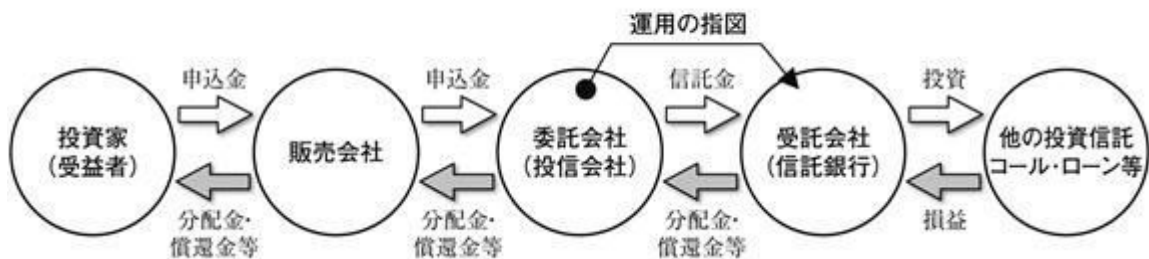 運用の指図
申込金
申込金
信託金
投資
投資家
(受益者)
販売会社
委託会社
(投信会社)
受託会社
(信託銀行)
他の投資信託
コール・ローン等
分配金・
償還金等
分配金・
償還金等
分配金・
償還金等
損益